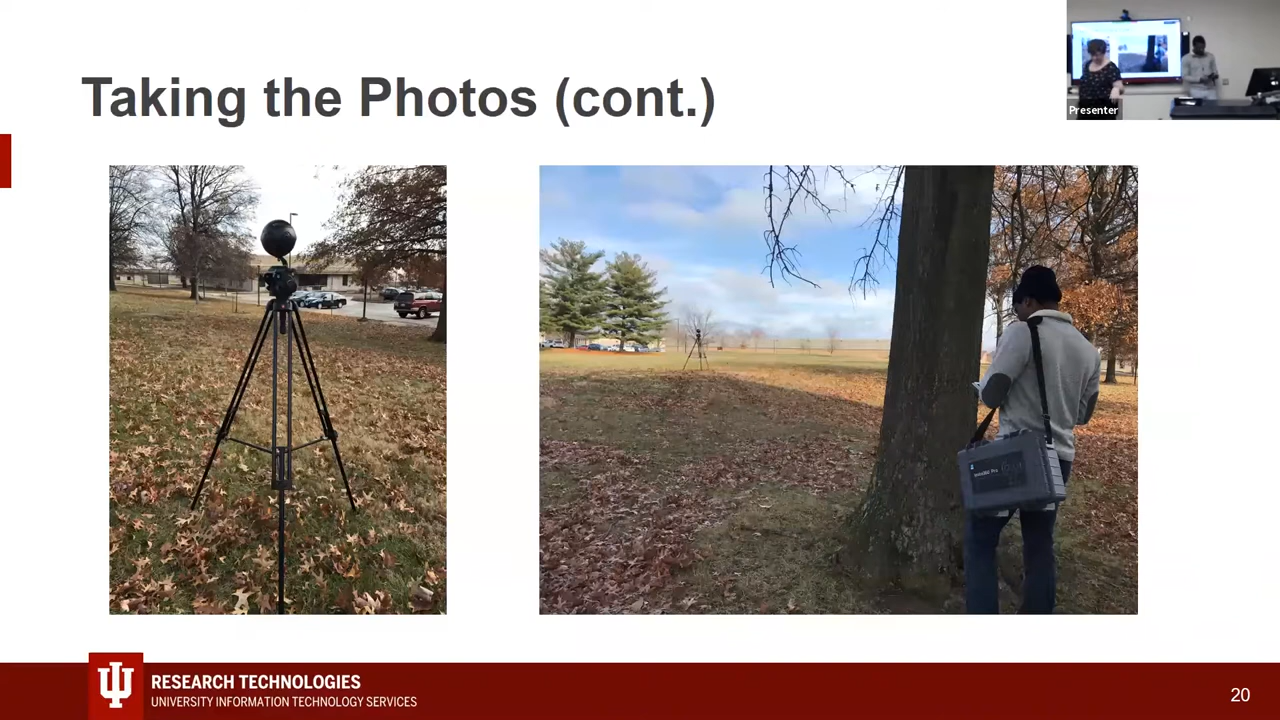 Taking the Photos (cont.)
Presenter
RESEARCH TECHNOLOGIES
UNIVERSITY INFORMATION TECHNOLOGY SERVICES
20